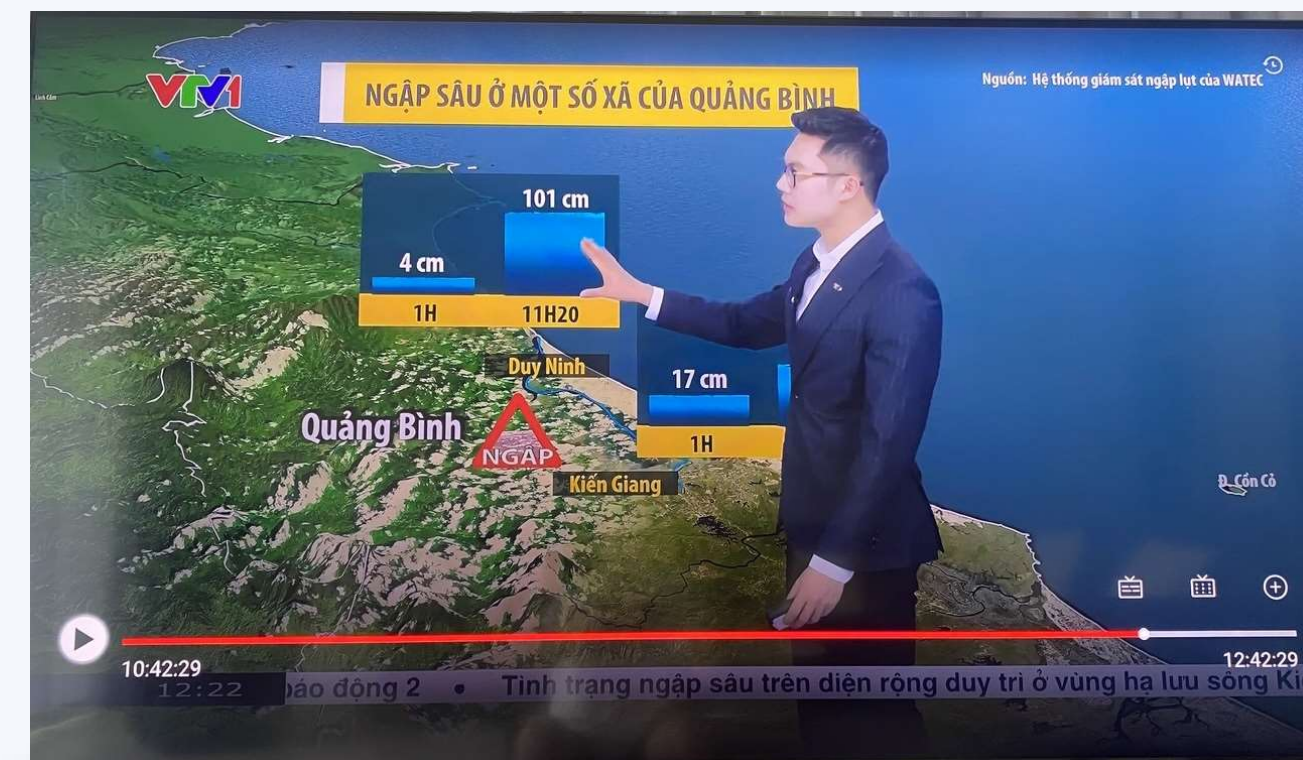 VTV1
NGẬP SÂU Ở MỘT SỐ XÃ CỦA QUẢNG BÌNH
Nguồn: Hệ thống giám sát ngập lụt của WATEC
101 cm
4 cm
1H
11H20
Duy Ninh
17 cm
1H
Quảng Bình
NGẬP
Kiến Giang
Đ. Cồn Cỏ
10:42:29
12:42:29
12:22
báo động 2 • Tình trạng ngập sâu trên diện rộng duy trì ở vùng hạ lưu sông Ki